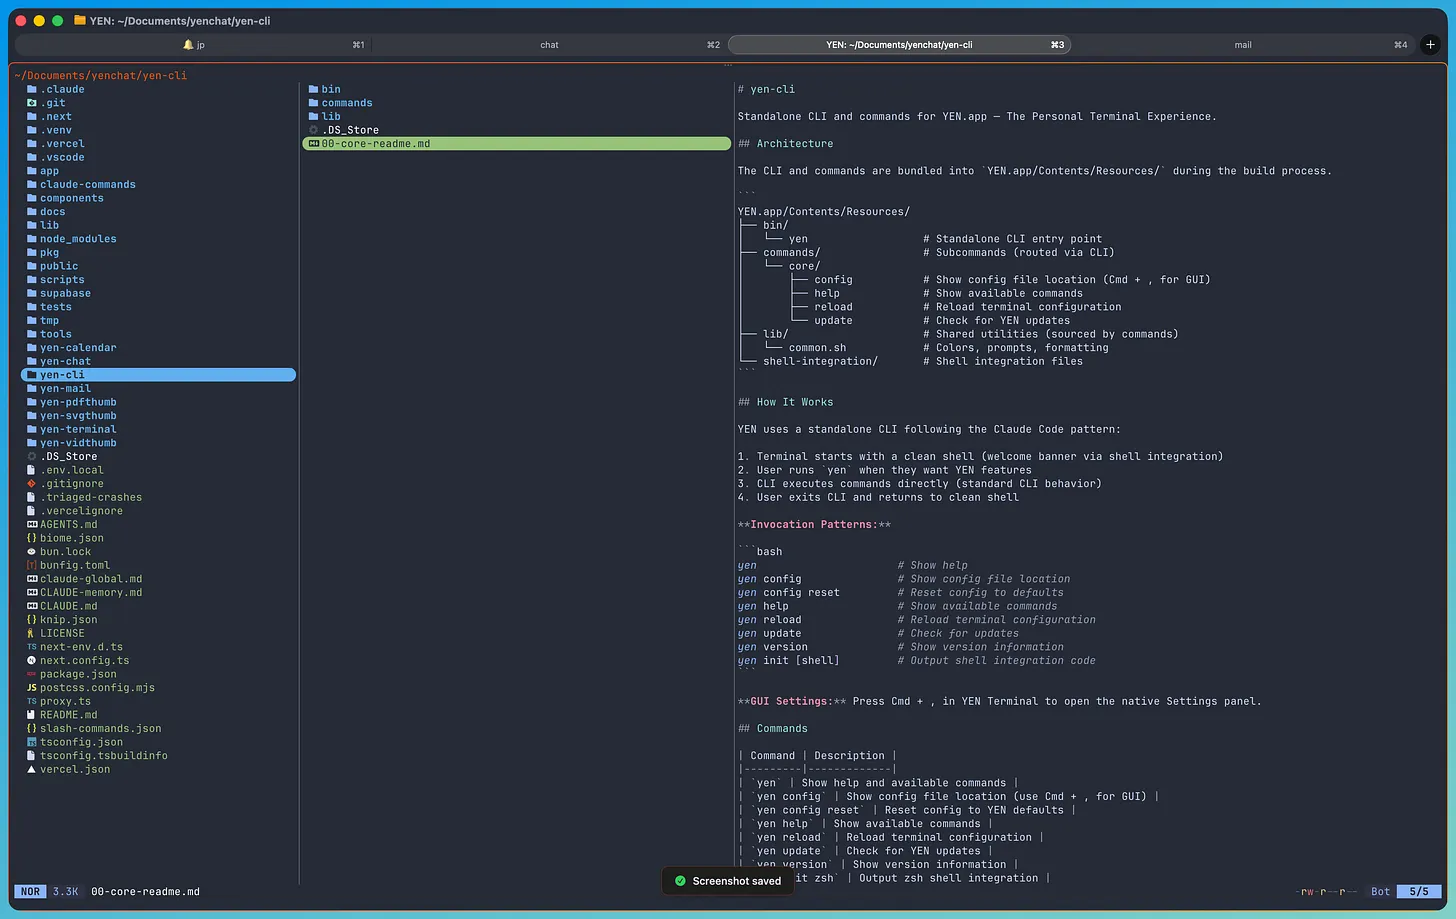 YEN: ~/Documents/yenchat/yen-cli
jp ⌘1
chat ⌘2
YEN: ~/Documents/yenchat/yen-cli ⌘3
mail ⌘4
~/Documents/yenchat/yen-cli
.claude
.git
.next
.venv
.vercel
.vscode
app
claude-commands
components
docs
lib
node_modules
pkg
public
scripts
supabase
tests
tmp
tools
yen-calendar
yen-chat
yen-cli
yen-mail
yen-pdfthumb
yen-svgthumb
yen-terminal
yen-vidthumb
.DS_Store
.env.local
.gitignore
.triaged-crashes
.vercelignore
AGENTS.md
biome.json
bun.lock
bunfig.toml
claude-global.md
CLAUDE-memory.md
CLAUDE.md
knip.json
LICENSE
next-env.d.ts
next.config.ts
package.json
postcss.config.mjs
proxy.ts
README.md
slash-commands.json
tsconfig.json
tsconfig.tsbuildinfo
vercel.json
bin
commands
lib
.DS_Store
00-core-readme.md
# yen-cli
Standalone CLI and commands for YEN.app — The Personal Terminal Experience.
## Architecture
The CLI and commands are bundled into `YEN.app/Contents/Resources/` during the build process.
```
YEN.app/Contents/Resources/
├── bin/
│   └── yen                  # Standalone CLI entry point
├── commands/                # Subcommands (routed via CLI)
│   └── core/
│       ├── config           # Show config file location (Cmd + , for GUI)
│       ├── help             # Show available commands
│       ├── reload           # Reload terminal configuration
│       └── update           # Check for YEN updates
├── lib/                     # Shared utilities (sourced by commands)
│   └── common.sh            # Colors, prompts, formatting
└── shell-integration/       # Shell integration files
```
## How It Works
YEN uses a standalone CLI following the Claude Code pattern:
1. Terminal starts with a clean shell (welcome banner via shell integration)
2. User runs `yen` when they want YEN features
3. CLI executes commands directly (standard CLI behavior)
4. User exits CLI and returns to clean shell
**Invocation Patterns:**
```bash
yen                      # Show help
yen config               # Show config file location
yen config reset         # Reset config to defaults
yen help                 # Show available commands
yen reload               # Reload terminal configuration
yen update               # Check for updates
yen version              # Show version information
yen init [shell]         # Output shell integration code
```
**GUI Settings:** Press Cmd + , in YEN Terminal to open the native Settings panel.
## Commands
| Command | Description |
|---------|-------------|
| `yen` | Show help and available commands |
| `yen config` | Show config file location (use Cmd + , for GUI) |
| `yen config reset` | Reset config to YEN defaults |
| `yen help` | Show available commands |
| `yen reload` | Reload terminal configuration |
| `yen update` | Check for YEN updates |
| `yen version` | Show version information |
it zsh` | Output zsh shell integration |
Screenshot saved
NOR 3.3K 00-core-readme.md
-rw-r--r-- Bot 5/5